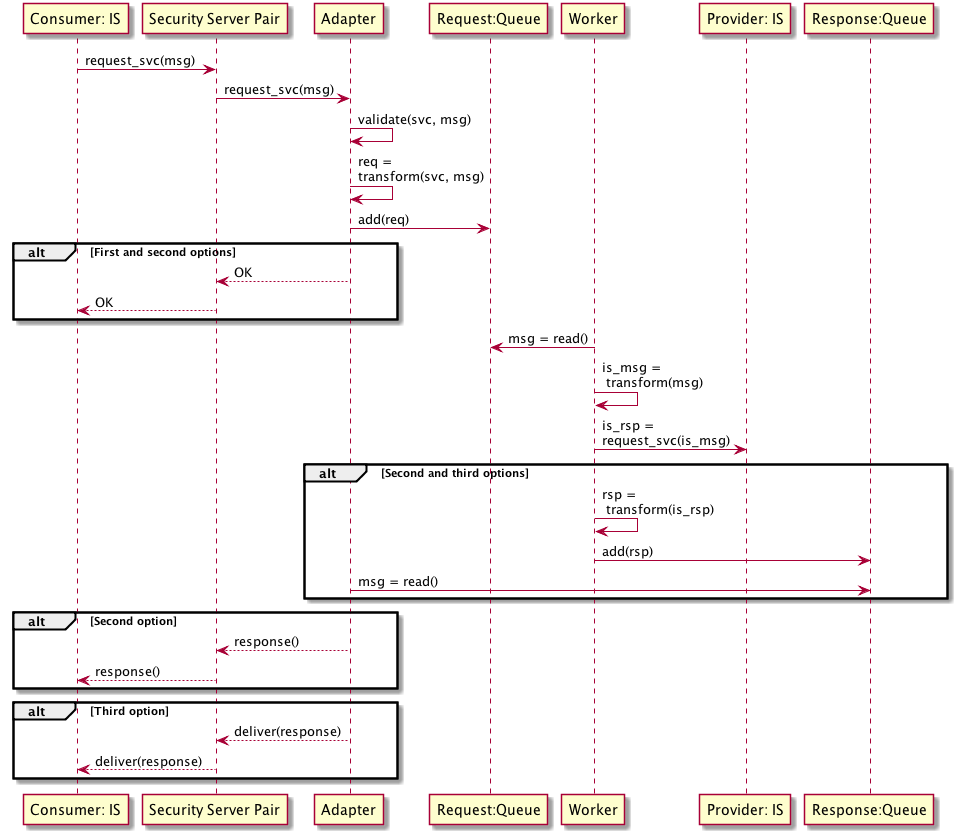 Consumer: IS
Security Server Pair
Adapter
Request:Queue
Worker
Provider: IS
Response:Queue
request_svc(msg)
request_svc(msg)
validate(svc, msg)
req =
transform(svc, msg)
add(req)
alt
[First and second options]
OK
OK
msg = read()
is_msg =
transform(msg)
is_rsp =
request_svc(is_msg)
alt
[Second and third options]
rsp =
transform(is_rsp)
add(rsp)
msg = read()
alt
[Second option]
response()
response()
alt
[Third option]
deliver(response)
deliver(response)
Consumer: IS
Security Server Pair
Adapter
Request:Queue
Worker
Provider: IS
Response:Queue